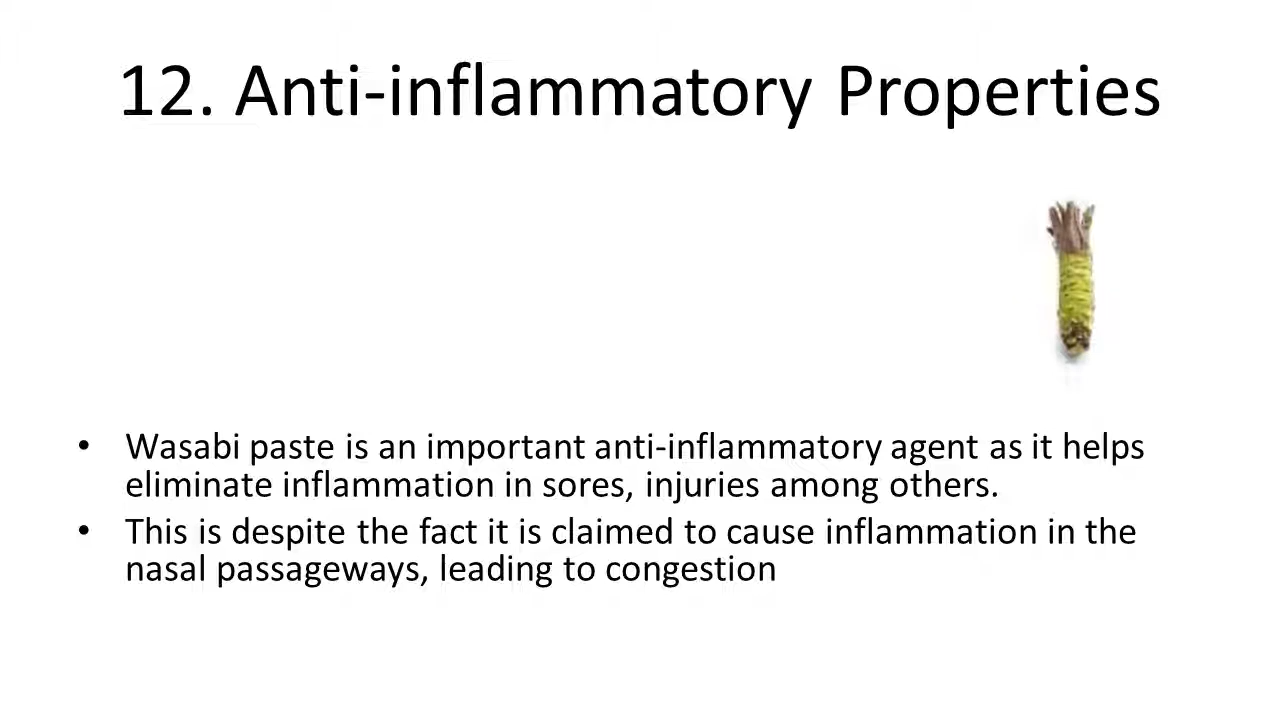 12. Anti-inflammatory Properties
• Wasabi paste is an important anti-inflammatory agent as it helps
eliminate inflammation in sores, injuries among others.
• This is despite the fact it is claimed to cause inflammation in the
nasal passageways, leading to congestion